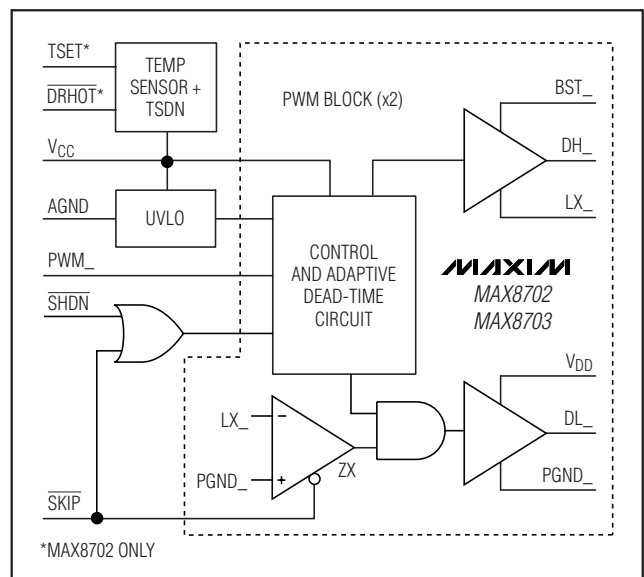 TSET*
DRHOT*
TEMP
SENSOR +
TSDN
PWM BLOCK (x2)
BST_
DH_
LX_
VCC
AGND
UVLO
PWM_
SHDN
CONTROL
AND ADAPTIVE
DEAD-TIME
CIRCUIT
MAXIM
MAX8702
MAX8703
VDD
DL_
PGND_
LX_
−
PGND_
+
ZX
SKIP
*MAX8702 ONLY